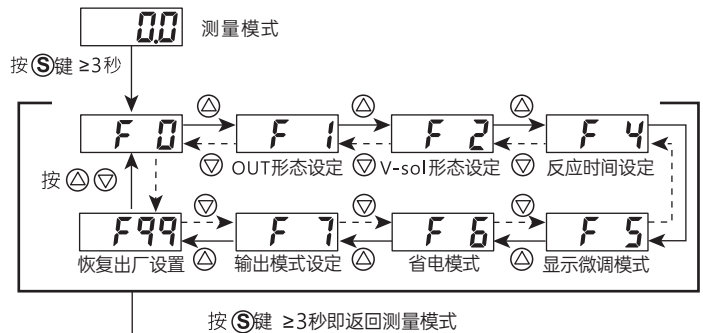 0.0 测量模式
按Ⓢ键 ≥3秒
F 0 F 1 F 2 F 4
OUT形态设定 V-sol形态设定 反应时间设定
按
F99 F 7 F 6 F 5
恢复出厂设置 输出模式设定 省电模式 显示微调模式
按Ⓢ键 ≥3秒即返回测量模式